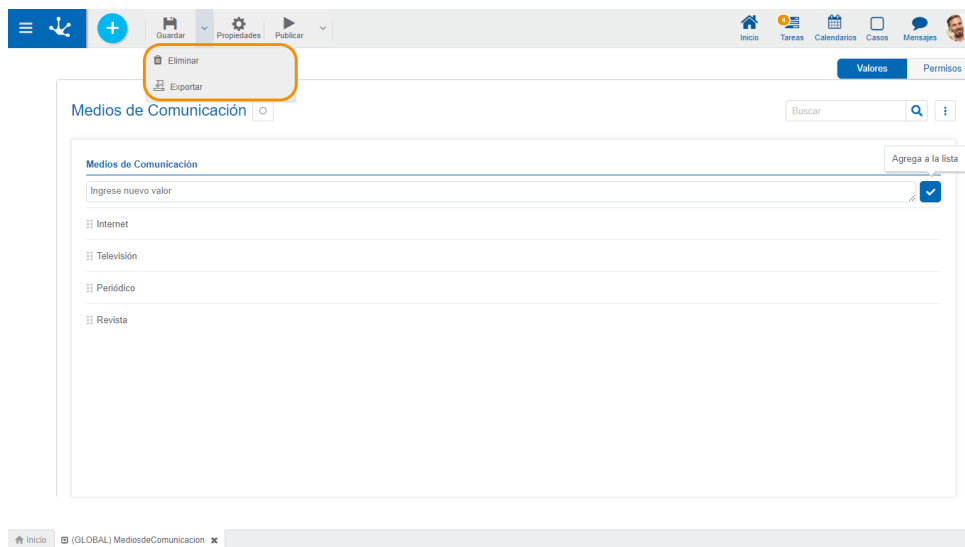 Guardar Propiedades Publicar Inicio Tareas 4 Calendarios Casos Mensajes
Eliminar
Exportar
Valores Permisos
Medios de Comunicación
Buscar
Agrega a la lista
Medios de Comunicación
Ingrese nuevo valor
Internet
Televisión
Periódico
Revista
Inicio (GLOBAL) MediosdeComunicacion